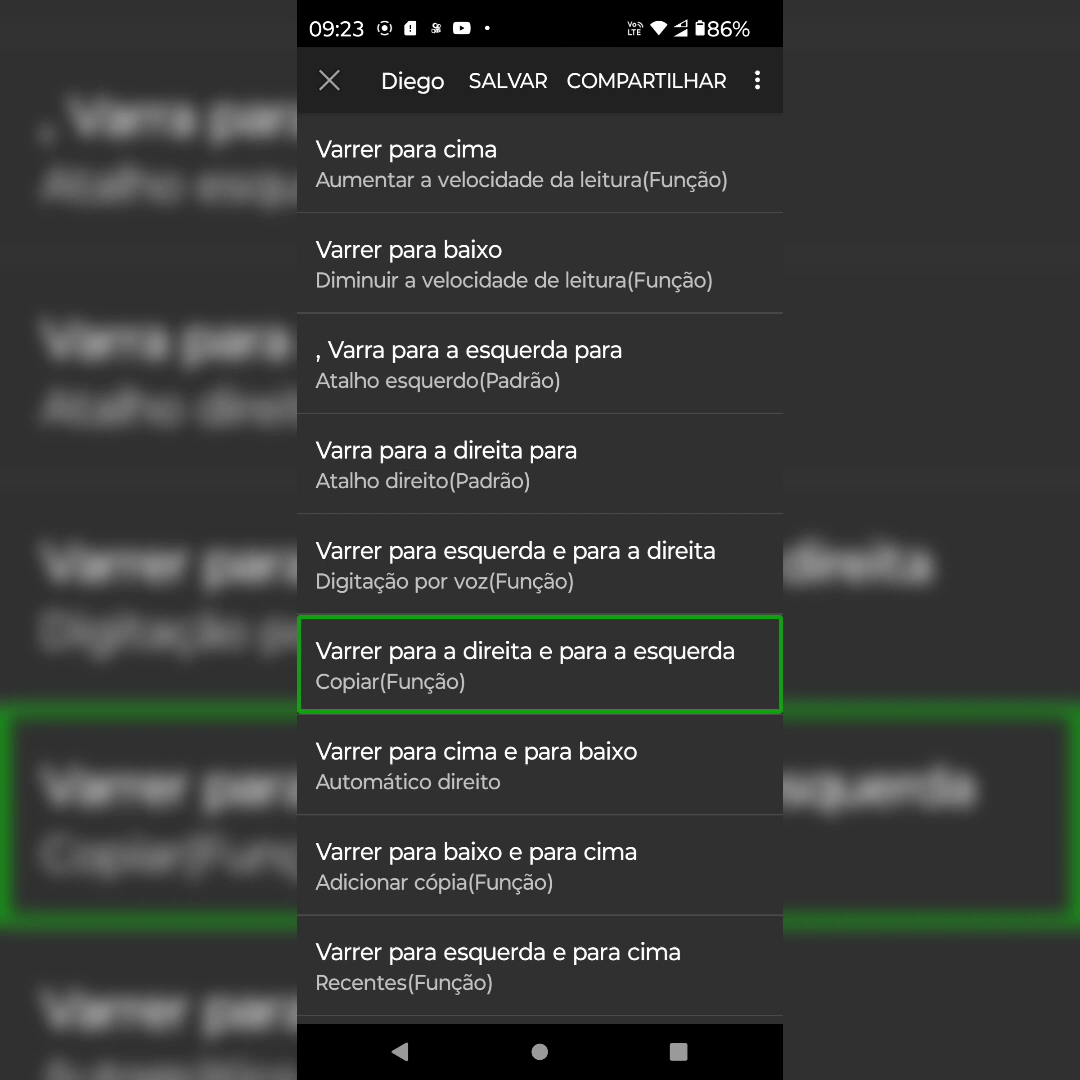 09:23 Vo LTE 86%
Diego SALVAR COMPARTILHAR
Varrer para cima
Aumentar a velocidade da leitura(Função)
Varrer para baixo
Diminuir a velocidade de leitura(Função)
, Varra para a esquerda para
Atalho esquerdo(Padrão)
Varra para a direita para
Atalho direito(Padrão)
Varrer para esquerda e para a direita
Digitação por voz(Função)
Varrer para a direita e para a esquerda
Copiar(Função)
Varrer para cima e para baixo
Automático direito
Varrer para baixo e para cima
Adicionar cópia(Função)
Varrer para esquerda e para cima
Recentes(Função)